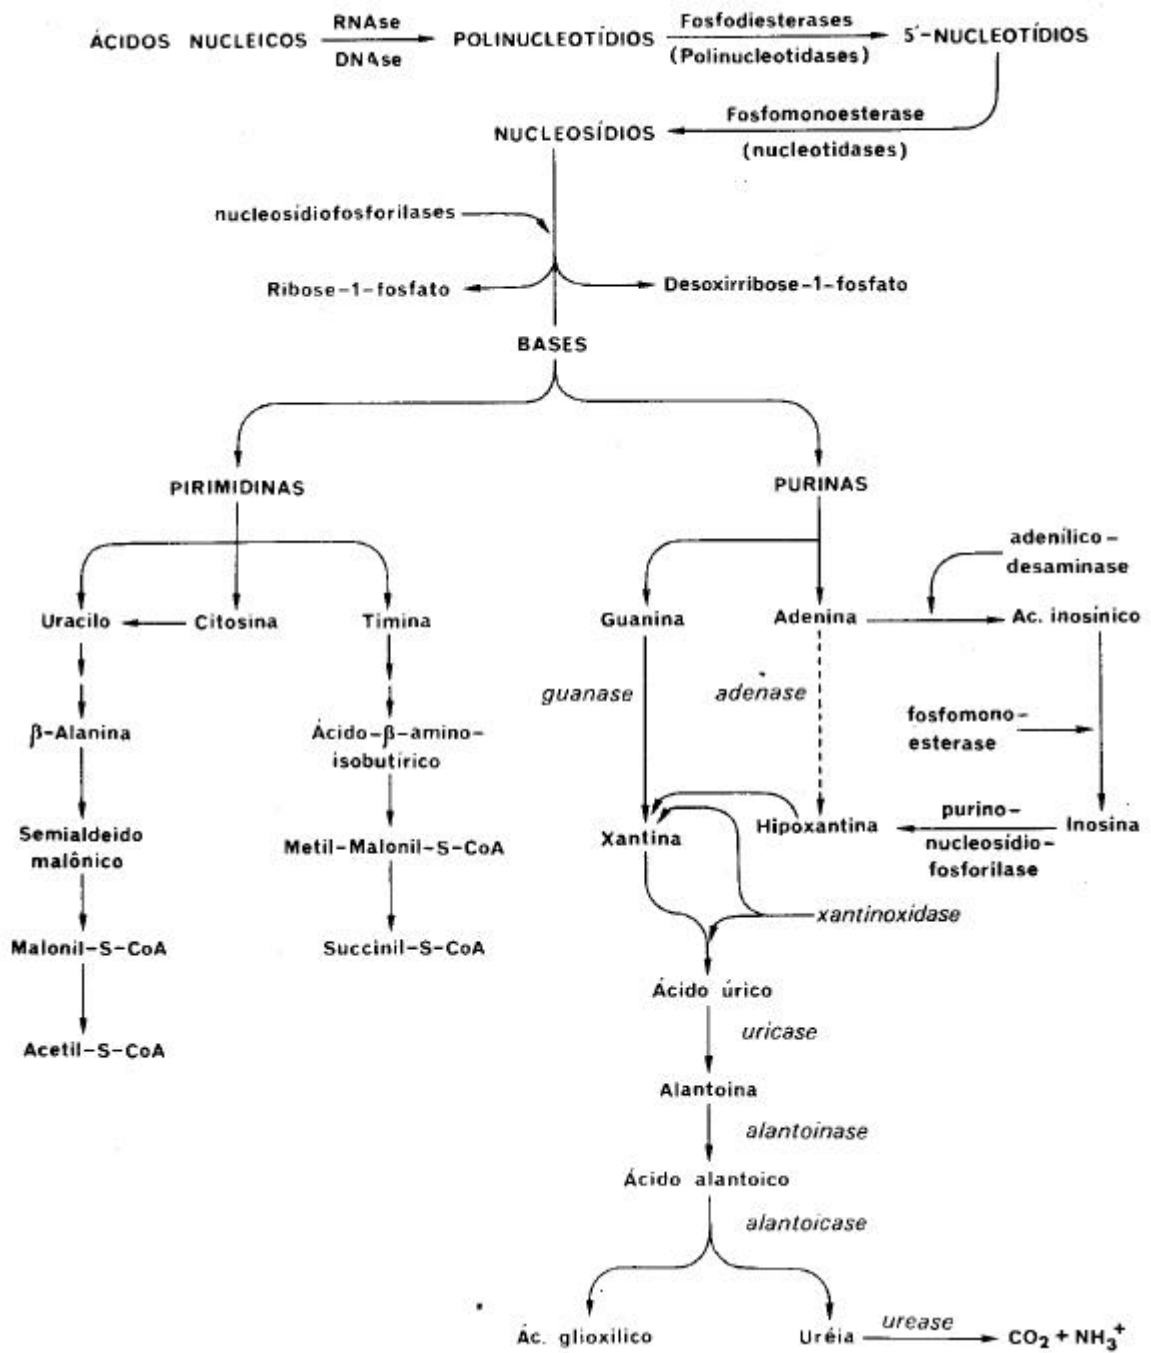 RNAse
ÁCIDOS NUCLEICOS
DNAse
POLINUCLEOTÍDIOS
Fosfodiesterases
(Polinucleotidases)
5'-NUCLEOTÍDIOS
Fosfomonoesterase
(nucleotidases)
NUCLEOSÍDIOS
nucleosidiofosforilases
Ribose-1-fosfato
Desoxirribose-1-fosfato
BASES
PIRIMIDINAS
PURINAS
adenílico-
desaminase
Uracilo
Citosina
Timina
Guanina
Adenina
Ac. inosínico
guanase
adenase
β-Alanina
Ácido-β-amino-
isobutírico
fosfomono-
esterase
Semialdeido
malônico
Metil-Malonil-S-CoA
Xantina
Hipoxantina
purino-
nucleosídio-
fosforilase
Inosina
xantinoxidase
Malonil-S-CoA
Succinil-S-CoA
Ácido úrico
uricase
Acetil-S-CoA
Alantoina
alantoinase
Ácido alantoico
alantoicase
Ác. glioxilico
Uréia
urease
CO₂ + NH₃⁺